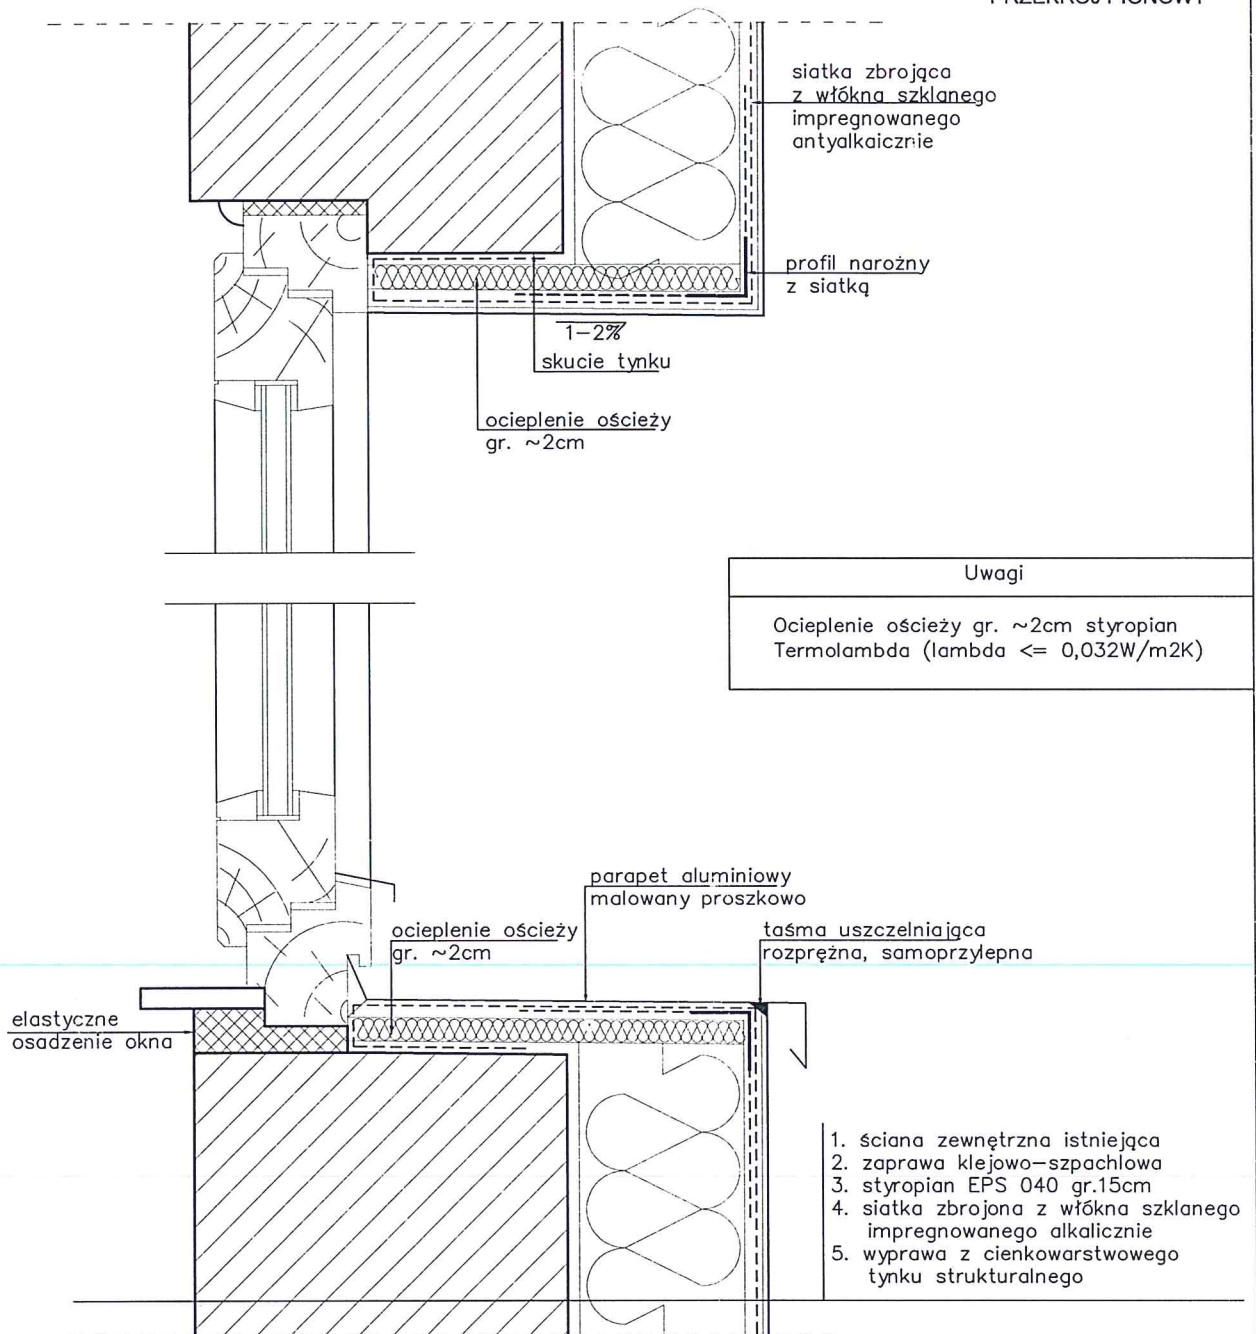 siatka zbrojąca
z włókna szklanego
impregnowanego
antyalkaicznie
profil narożny
z siatką
1-2%
skucie tynku
ocieplenie ościeży
gr. ~2cm
Uwagi
Ocieplenie ościeży gr. ~2cm styropian
Termolambda (lambda <= 0,032W/m2K)
parapet aluminiowy
malowany proszkowo
ocieplenie ościeży
gr. ~2cm
taśma uszczelniająca
rozprężna, samoprzylepna
elastyczne
osadzenie okna
1. ściana zewnętrzna istniejąca
2. zaprawa klejowo-szpachlowa
3. styropian EPS 040 gr.15cm
4. siatka zbrojona z włókna szklanego
impregnowanego alkalicznie
5. wyprawa z cienkowarstwowego
tynku strukturalnego